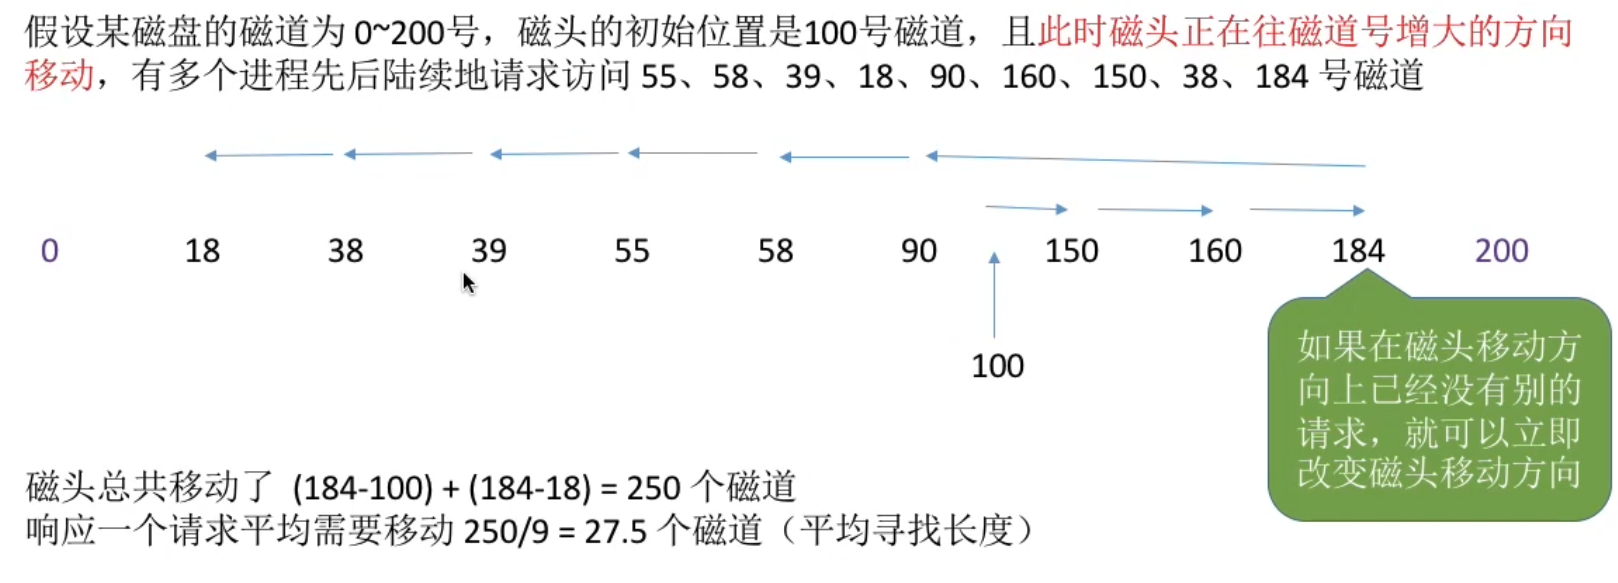 假设某磁盘的磁道为 0~200号，磁头的初始位置是100号磁道，且此时磁头正在往磁道号增大的方向
移动，有多个进程先后陆续地请求访问 55、58、39、18、90、160、150、38、184 号磁道
0 18 38 39 55 58 90 150 160 184 200
100
如果在磁头移动方
向上已经没有别的
请求，就可以立即
改变磁头移动方向
磁头总共移动了 (184-100) + (184-18) = 250 个磁道
响应一个请求平均需要移动 250/9 = 27.5 个磁道（平均寻找长度）